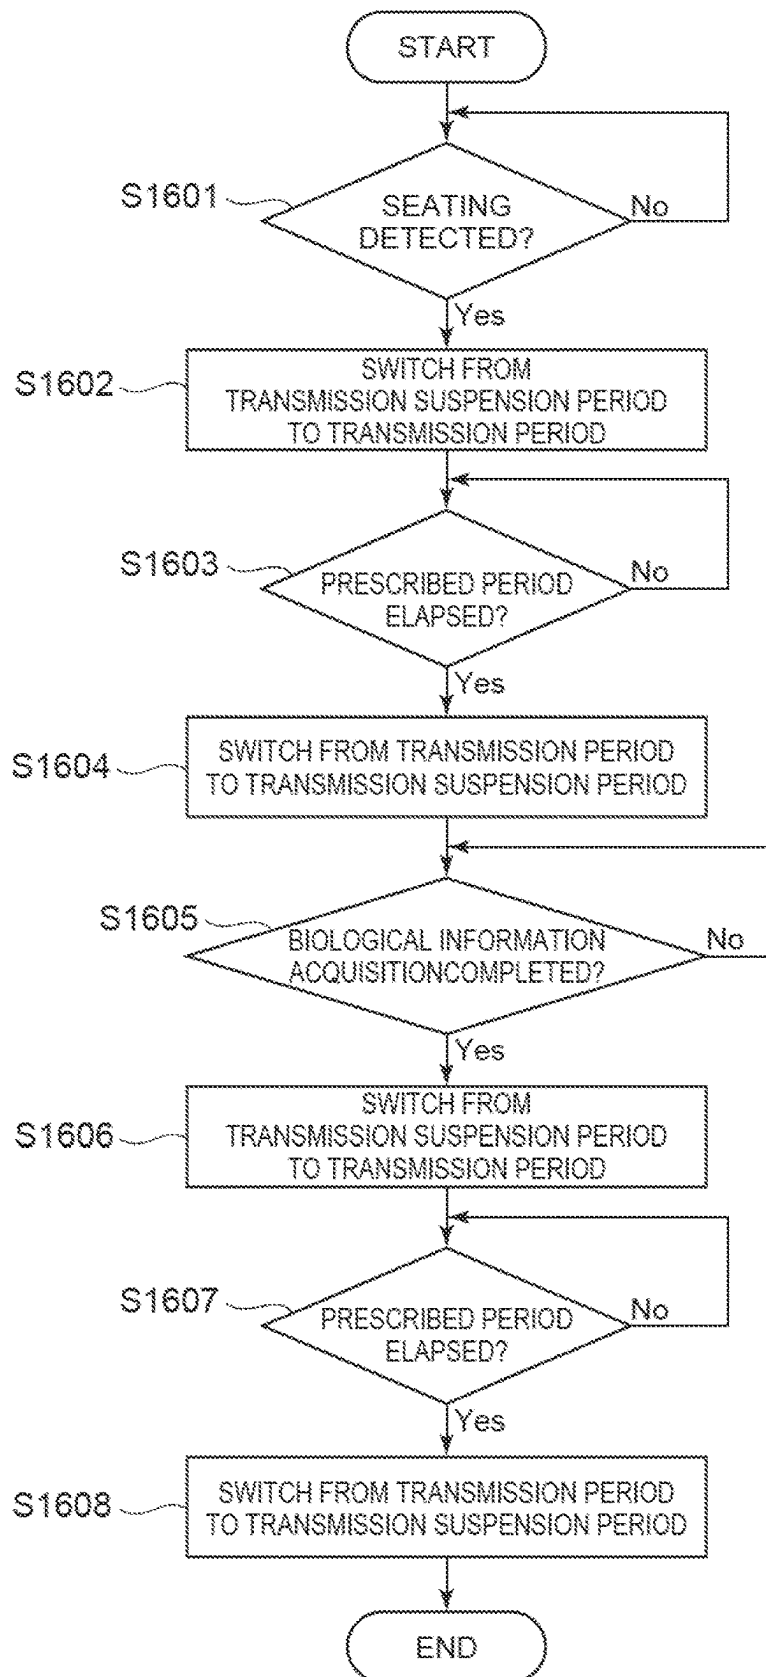 START
S1601
SEATING
DETECTED?
No
Yes
S1602
SWITCH FROM
TRANSMISSION SUSPENSION PERIOD
TO TRANSMISSION PERIOD
S1603
PRESCRIBED PERIOD
ELAPSED?
No
Yes
S1604
SWITCH FROM TRANSMISSION PERIOD
TO TRANSMISSION SUSPENSION PERIOD
S1605
BIOLOGICAL INFORMATION
ACQUISITIONCOMPLETED?
No
Yes
S1606
SWITCH FROM
TRANSMISSION SUSPENSION PERIOD
TO TRANSMISSION PERIOD
S1607
PRESCRIBED PERIOD
ELAPSED?
No
Yes
S1608
SWITCH FROM TRANSMISSION PERIOD
TO TRANSMISSION SUSPENSION PERIOD
END